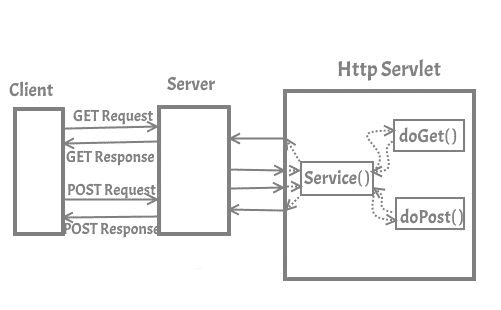 Http Servlet
Client
Server
GET Request
GET Response
POST Request
POST Response
doGet()
Service()
doPost()